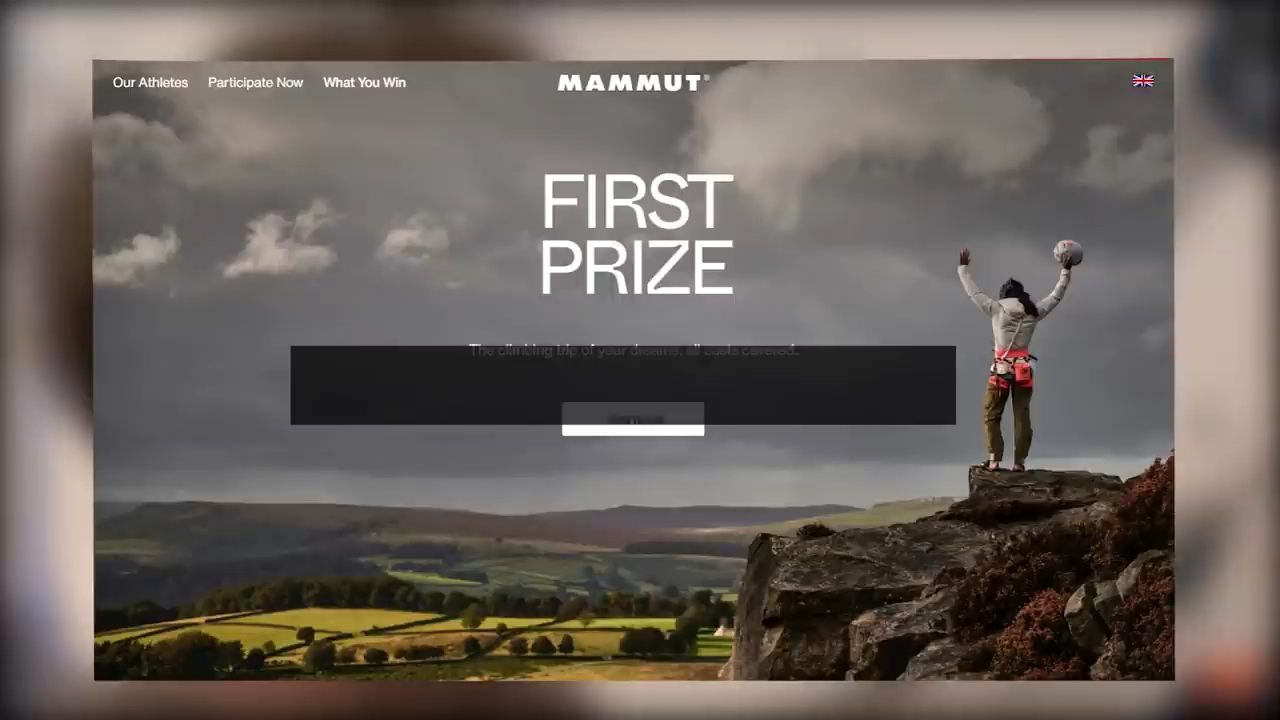 Our Athletes Participate Now What You Win
MAMMUT
FIRST
PRIZE
The climbing trip of your dreams, all costs covered.